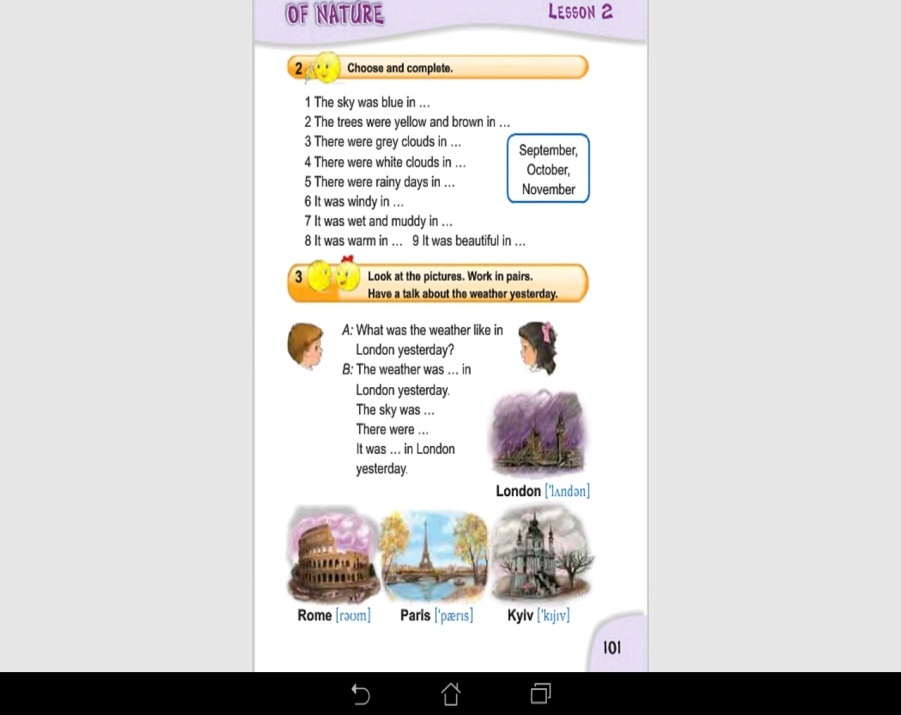 OF NATURE
LESSON 2
2 Choose and complete.
1 The sky was blue in ...
2 The trees were yellow and brown in ...
3 There were grey clouds in ...
4 There were white clouds in ...
5 There were rainy days in ...
6 It was windy in ...
7 It was wet and muddy in ...
8 It was warm in ... 9 It was beautiful in ...
September,
October,
November
3 Look at the pictures. Work in pairs.
Have a talk about the weather yesterday.
A: What was the weather like in
London yesterday?
B: The weather was ... in
London yesterday.
The sky was ...
There were ...
It was ... in London
yesterday.
London ['lʌndən]
Rome [rəʊm]
Paris ['pærɪs]
Kyiv ['kɪjɪv]
101